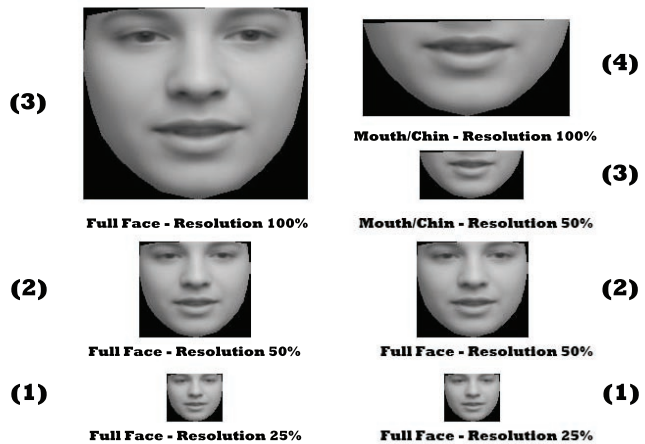 (3)
Full Face - Resolution 100%
(2)
Full Face - Resolution 50%
(1)
Full Face - Resolution 25%
(4)
Mouth/Chin - Resolution 100%
(3)
Mouth/Chin - Resolution 50%
(2)
Full Face - Resolution 50%
(1)
Full Face - Resolution 25%